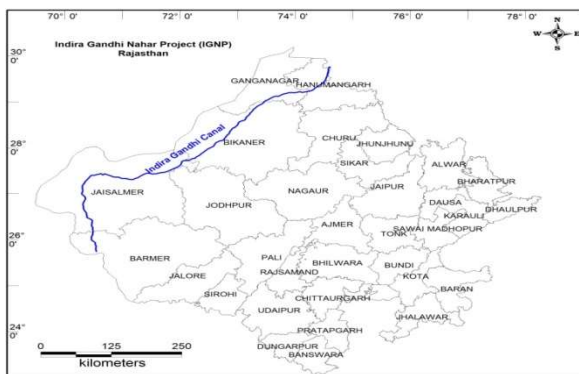 70° 0'
72° 0'
74° 0'
76° 0'
78° 0'
Indira Gandhi Nahar Project (IGNP)
Rajasthan
N
W E
S
30°
0'
GANGANAGAR
HANUMANGARH
Indira Gandhi Canal
28°
0'
BIKANER
CHURU
JHUNJHUNU
SIKAR
ALWAR
BHARATPUR
JAISALMER
JODHPUR
NAGAUR
JAIPUR
DAUSA
DHAULPUR
KARAULI
26°
0'
AJMER
TONK
SAWAI MADHOPUR
BARMER
PALI
BHILWARA
BUNDI
JALORE
RAJSAMAND
KOTA
BARAN
SIROHI
CHITTAURGARH
UDAIPUR
JHALAWAR
24°
0'
PRATAPGARH
DUNGARPUR
BANSWARA
0 125 250
kilometers